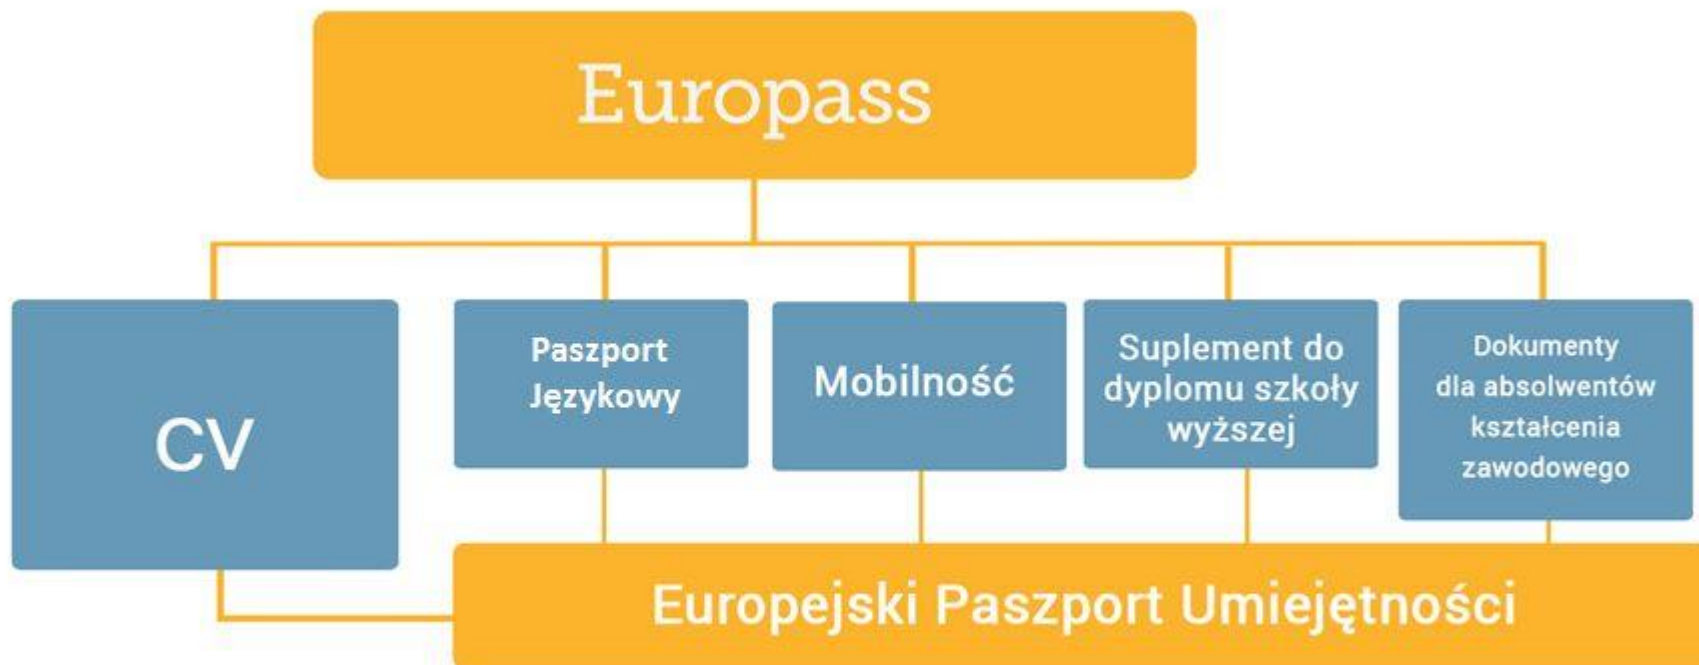 Europass
CV
Paszport
Językowy
Mobilność
Suplement do
dyplomu szkoły
wyższej
Dokumenty
dla absolwentów
kształcenia
zawodowego
Europejski Paszport Umiejętności